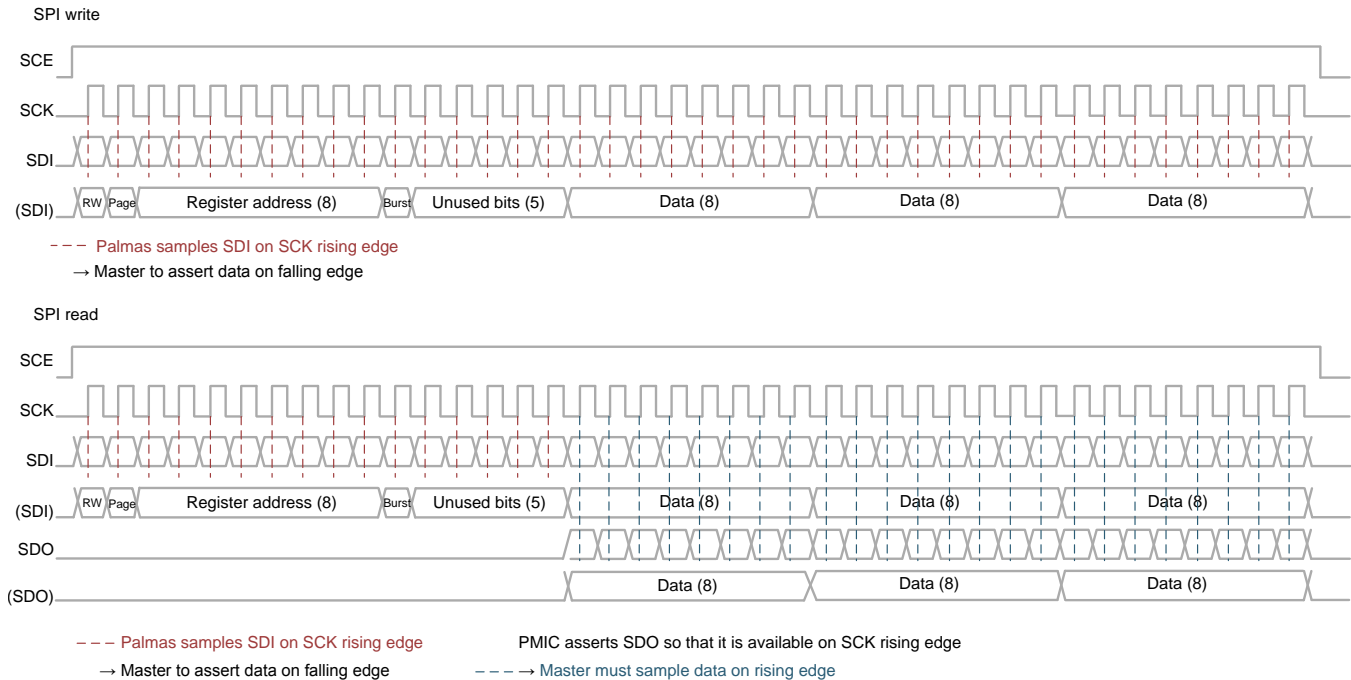 SPI write
SCE
SCK
SDI
(SDI) RW Page Register address (8) Burst Unused bits (5) Data (8) Data (8) Data (8)
--- Palmas samples SDI on SCK rising edge
→ Master to assert data on falling edge
SPI read
SCE
SCK
SDI
(SDI) RW Page Register address (8) Burst Unused bits (5) Data (8) Data (8) Data (8)
SDO
(SDO) Data (8) Data (8) Data (8)
--- Palmas samples SDI on SCK rising edge PMIC asserts SDO so that it is available on SCK rising edge
→ Master to assert data on falling edge ---→ Master must sample data on rising edge